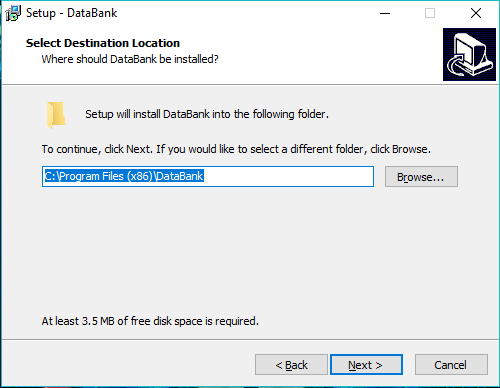 Setup - DataBank
Select Destination Location
Where should DataBank be installed?
Setup will install DataBank into the following folder.
To continue, click Next. If you would like to select a different folder, click Browse.
C:\Program Files (x86)\DataBank
Browse...
At least 3.5 MB of free disk space is required.
< Back
Next >
Cancel